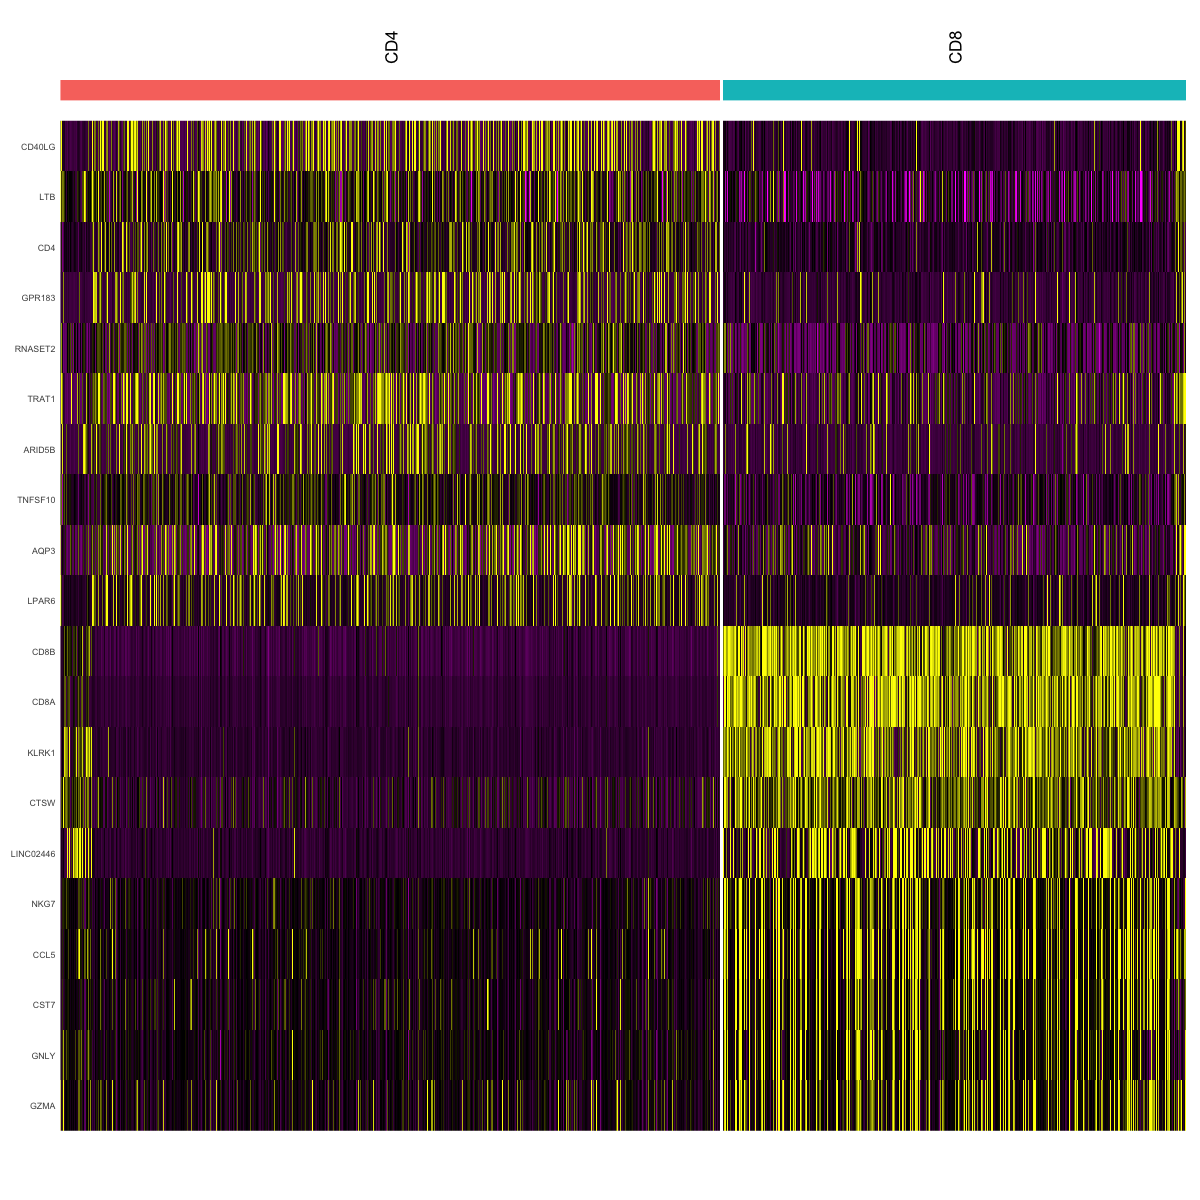 CD4
CD8
CD40LG
LTB
CD4
GPR183
RNASET2
TRAT1
ARID5B
TNFSF10
AQP3
LPAR6
CD8B
CD8A
KLRK1
CTSW
LINC02446
NKG7
CCL5
CST7
GNLY
GZMA